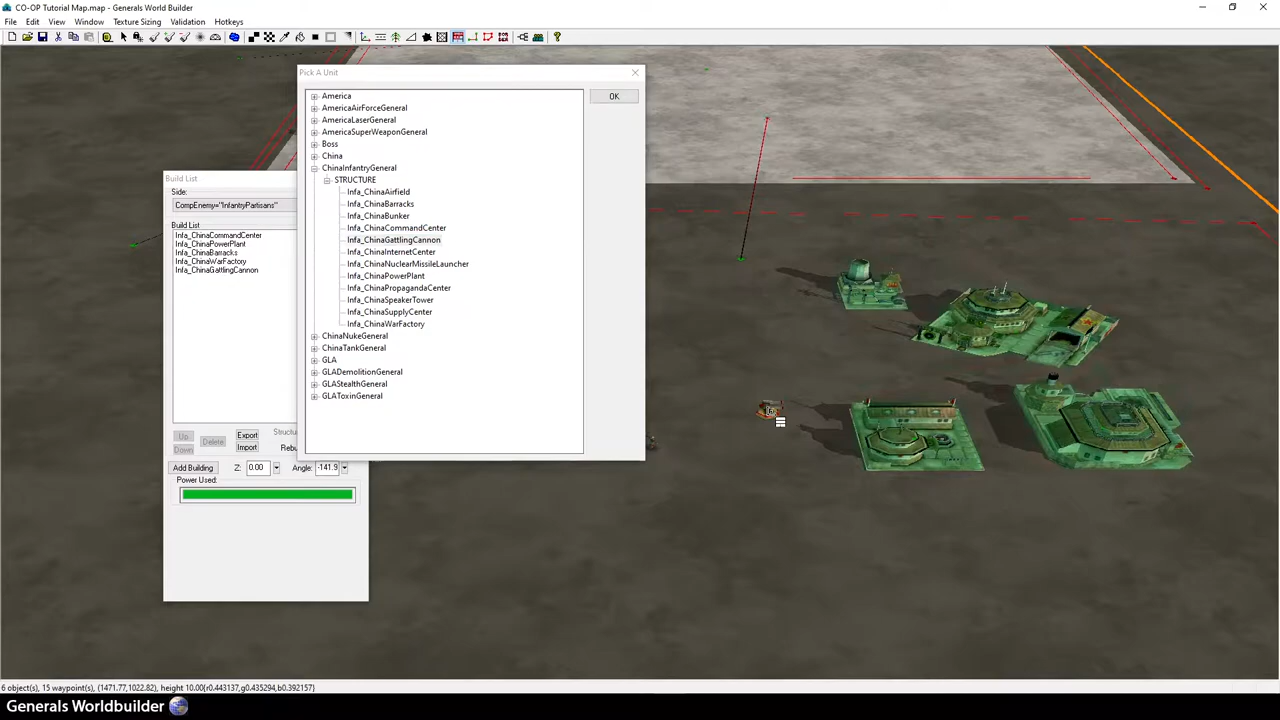 CO-OP Tutorial Map.map - Generals World Builder
File Edit View Window Texture Sizing Validation Hotkeys
Pick A Unit
OK
America
AmericaAirForceGeneral
AmericaLaserGeneral
AmericaSuperWeaponGeneral
Boss
China
ChinaInfantryGeneral
STRUCTURE
Infa_ChinaAirfield
Infa_ChinaBarracks
Infa_ChinaBunker
Infa_ChinaCommandCenter
Infa_ChinaGattlingCannon
Infa_ChinaInternetCenter
Infa_ChinaNuclearMissileLauncher
Infa_ChinaPowerPlant
Infa_ChinaPropagandaCenter
Infa_ChinaSpeakerTower
Infa_ChinaSupplyCenter
Infa_ChinaWarFactory
ChinaNukeGeneral
ChinaTankGeneral
GLA
GLADemolitionGeneral
GLAStealthGeneral
GLAToxinGeneral
Build List
Side:
CompEnemy="InfantryPartisans"
Build List
Infa_ChinaCommandCenter
Infa_ChinaPowerPlant
Infa_ChinaBarracks
Infa_ChinaWarFactory
Infa_ChinaGattlingCannon
Up Delete Export Structu
Down Import Rebu
Add Building Z: 0.00 Angle: -141.9
Power Used:
6 object(s), 15 waypoint(s), (1471.77,1022.82), height 10.00(r0.443137,g0.435294,b0.392157)
Generals Worldbuilder